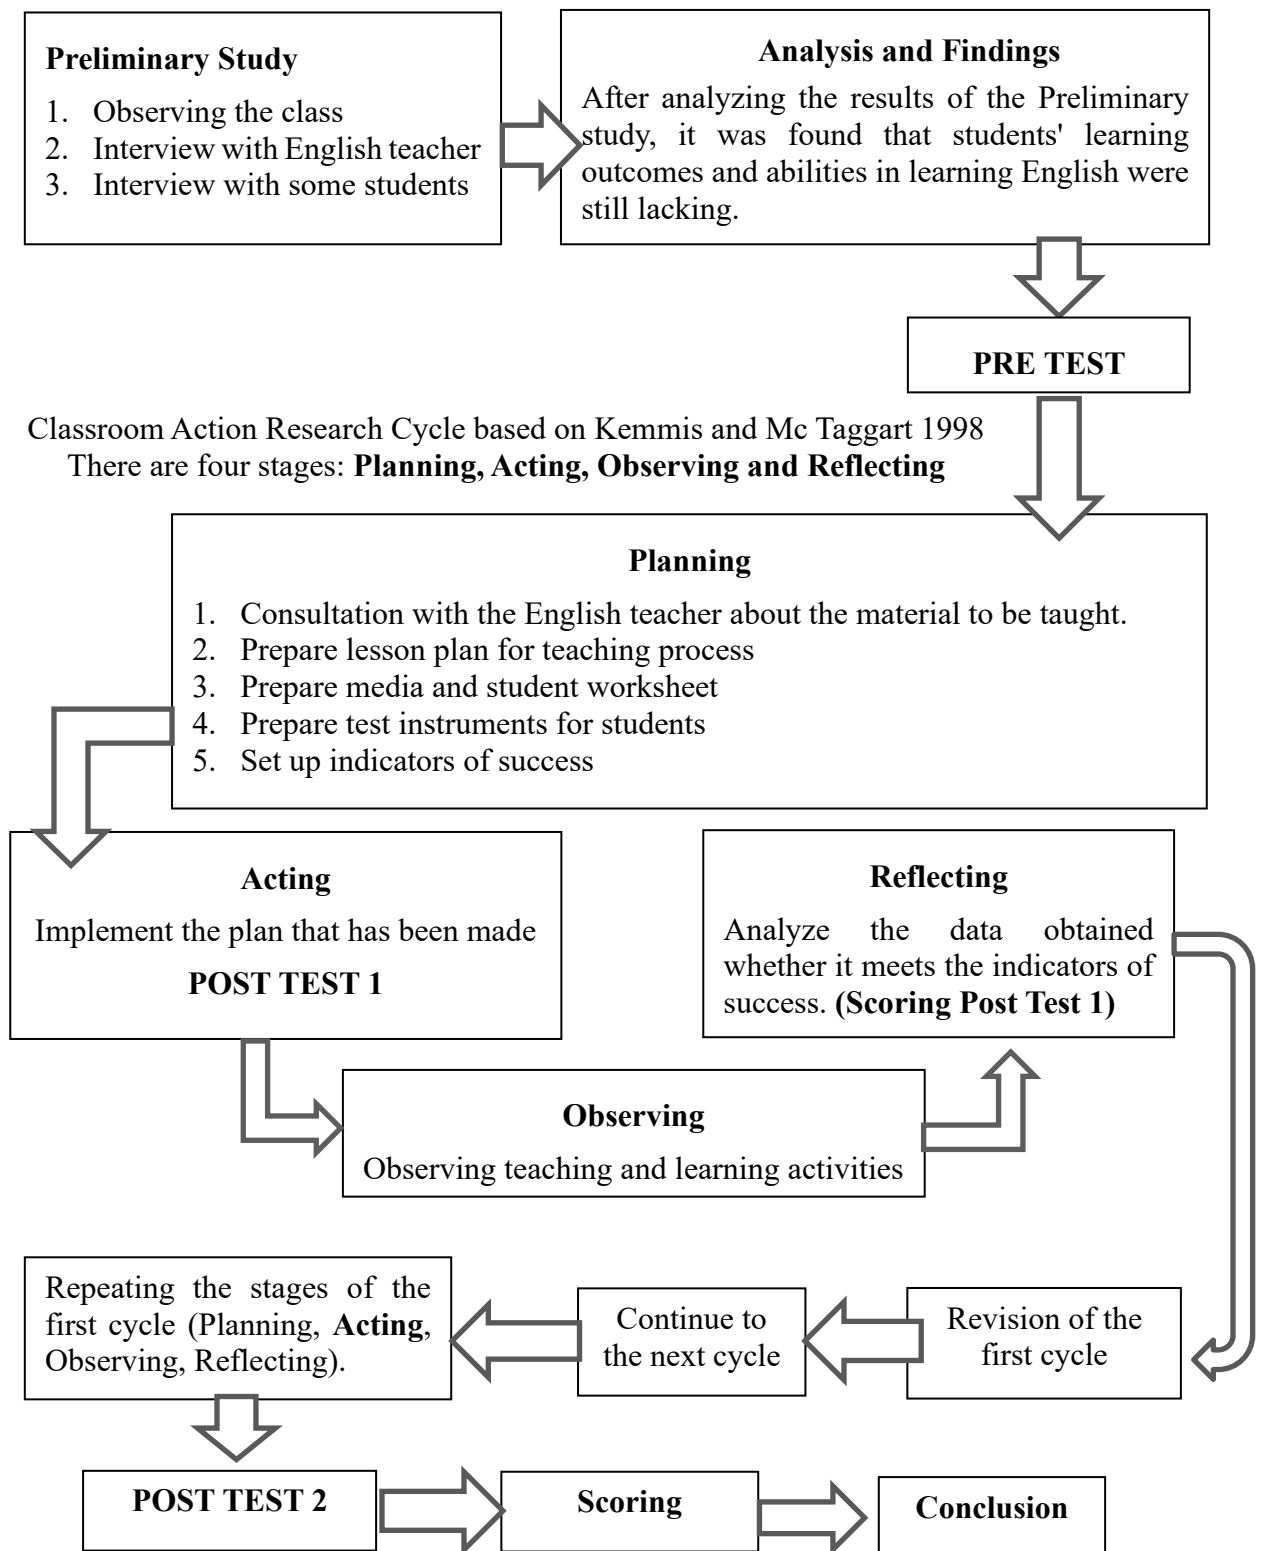 Preliminary Study
1. Observing the class
2. Interview with English teacher
3. Interview with some students
Analysis and Findings
After analyzing the results of the Preliminary
study, it was found that students' learning
outcomes and abilities in learning English were
still lacking.
PRE TEST
Classroom Action Research Cycle based on Kemmis and Mc Taggart 1998
There are four stages: Planning, Acting, Observing and Reflecting
Planning
1. Consultation with the English teacher about the material to be taught.
2. Prepare lesson plan for teaching process
3. Prepare media and student worksheet
4. Prepare test instruments for students
5. Set up indicators of success
Acting
Implement the plan that has been made
POST TEST 1
Observing
Observing teaching and learning activities
Reflecting
Analyze the data obtained
whether it meets the indicators of
success. (Scoring Post Test 1)
Revision of the
first cycle
Continue to
the next cycle
Repeating the stages of the
first cycle (Planning, Acting,
Observing, Reflecting).
POST TEST 2
Scoring
Conclusion